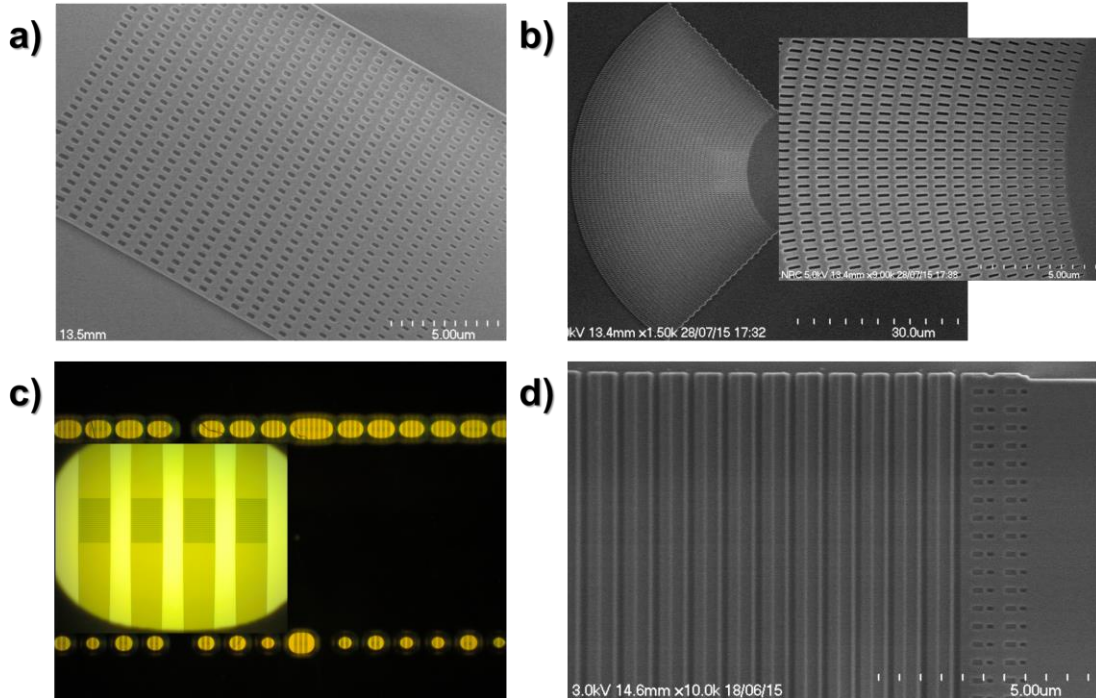 a)
13.5mm
5.00um
b)
NRC 5.0kV 13.4mm x9.00k 28/07/15 17:38
5.00um
kV 13.4mm x1.50k 28/07/15 17:32
30.0um
c)
d)
3.0kV 14.6mm x10.0k 18/06/15
5.00um